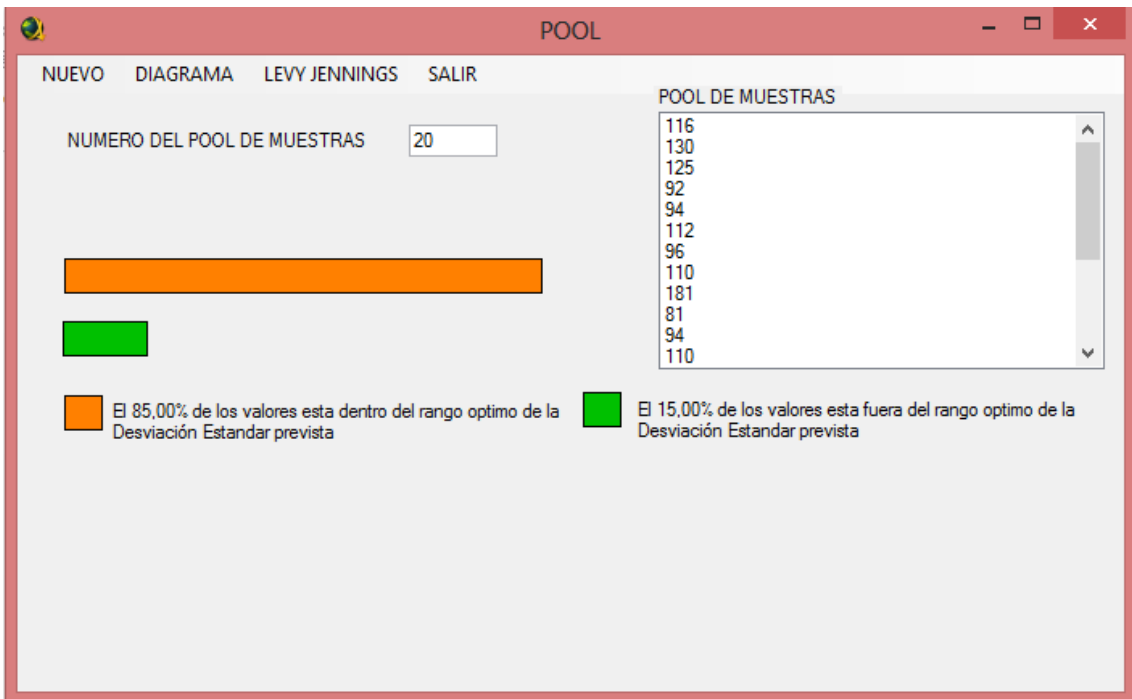 POOL
NUEVO DIAGRAMA LEVY JENNINGS SALIR
NUMERO DEL POOL DE MUESTRAS 20
POOL DE MUESTRAS
116
130
125
92
94
112
96
110
181
81
94
110
El 85,00% de los valores esta dentro del rango optimo de la
Desviación Estandar prevista
El 15,00% de los valores esta fuera del rango optimo de la
Desviación Estandar prevista